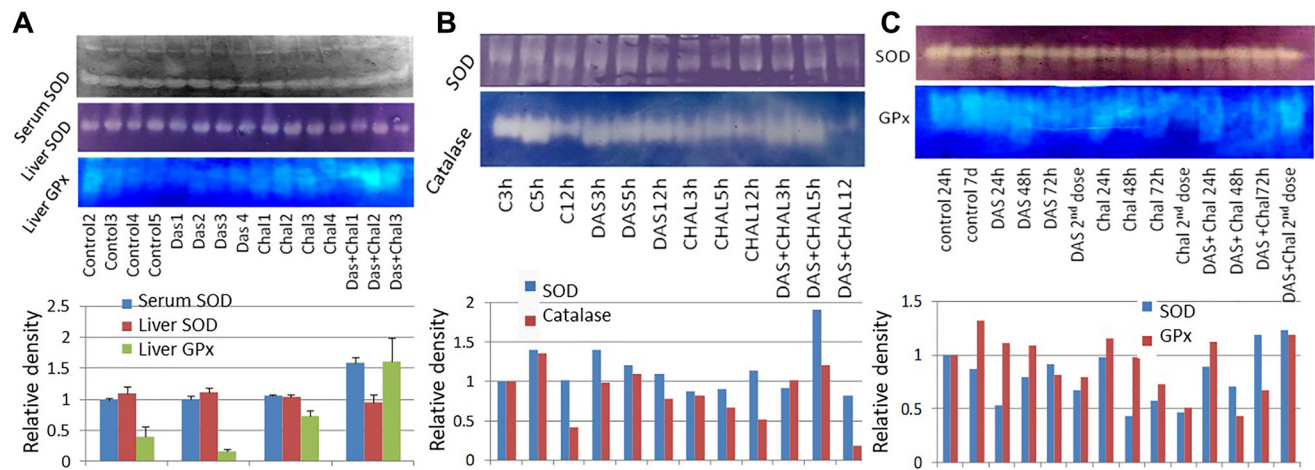 A
Serum SOD
Liver SOD
Liver GPx
Control2
Contol3
Control4
Control5
Das1
Das2
Das3
Das 4
Chal1
Chal2
Chal3
Chal4
Das+Chal1
Das+Chal2
Das+Chal3
2.5
2
1.5
1
0.5
0
Relative density
Serum SOD
Liver SOD
Liver GPx
B
SOD
Catalase
C3h
C5h
C12h
DAS3h
DAS5h
DAS12h
CHAL3h
CHAL5h
CHAL12h
DAS+CHAL3h
DAS+CHAL5h
DAS+CHAL12
2
1.5
1
0.5
0
Relative density
SOD
Catalase
C
SOD
GPx
control 24h
control 7d
DAS 24h
DAS 48h
DAS 72h
DAS 2nd dose
Chal 24h
Chal 48h
Chal 72h
Chal 2nd dose
DAS+ Chal 24h
DAS+ Chal 48h
DAS +Chal72h
DAS+Chal 2nd dose
1.5
1
0.5
0
Relative density
SOD
GPx